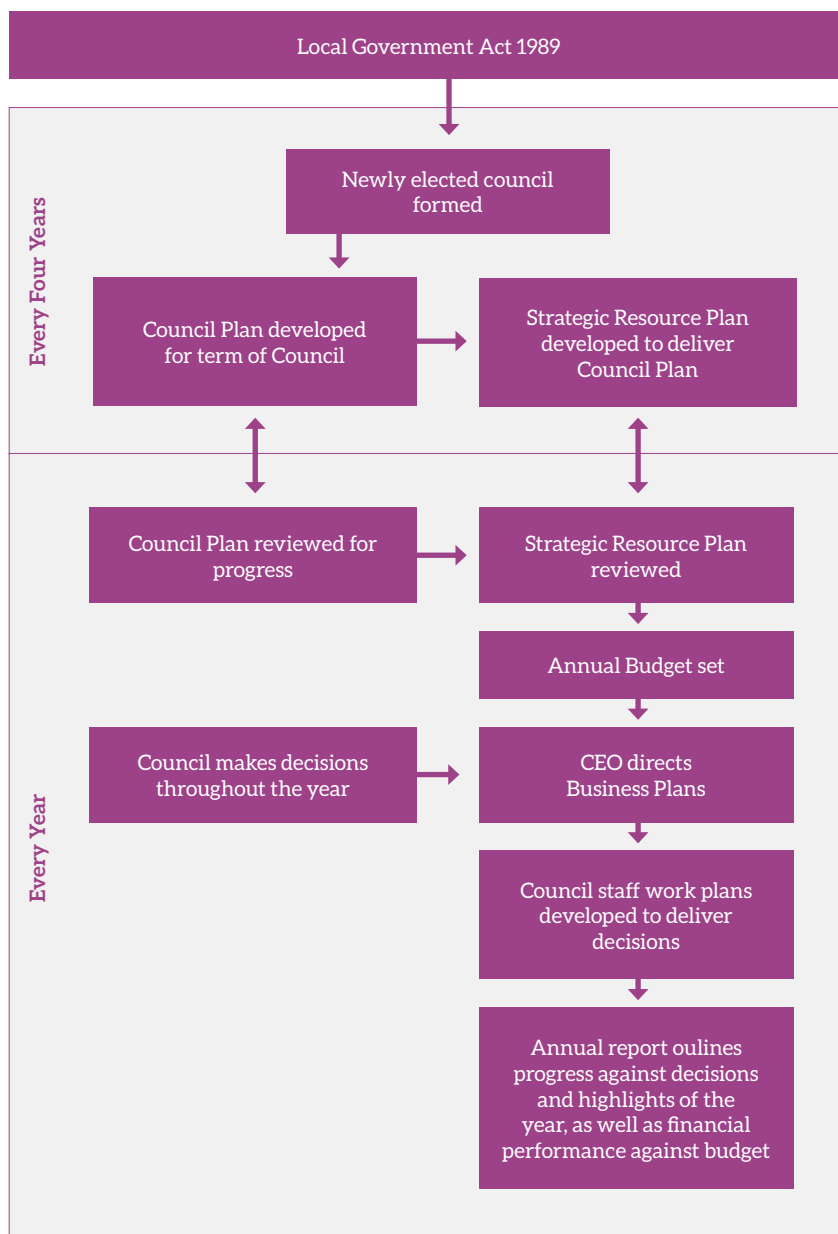 Local Government Act 1989
Every Four Years
Newly elected council
formed
Council Plan developed
for term of Council
Strategic Resource Plan
developed to deliver
Council Plan
Every Year
Council Plan reviewed for
progress
Strategic Resource Plan
reviewed
Annual Budget set
Council makes decisions
throughout the year
CEO directs
Business Plans
Council staff work plans
developed to deliver
decisions
Annual report oulines
progress against decisions
and highlights of the
year, as well as financial
performance against budget